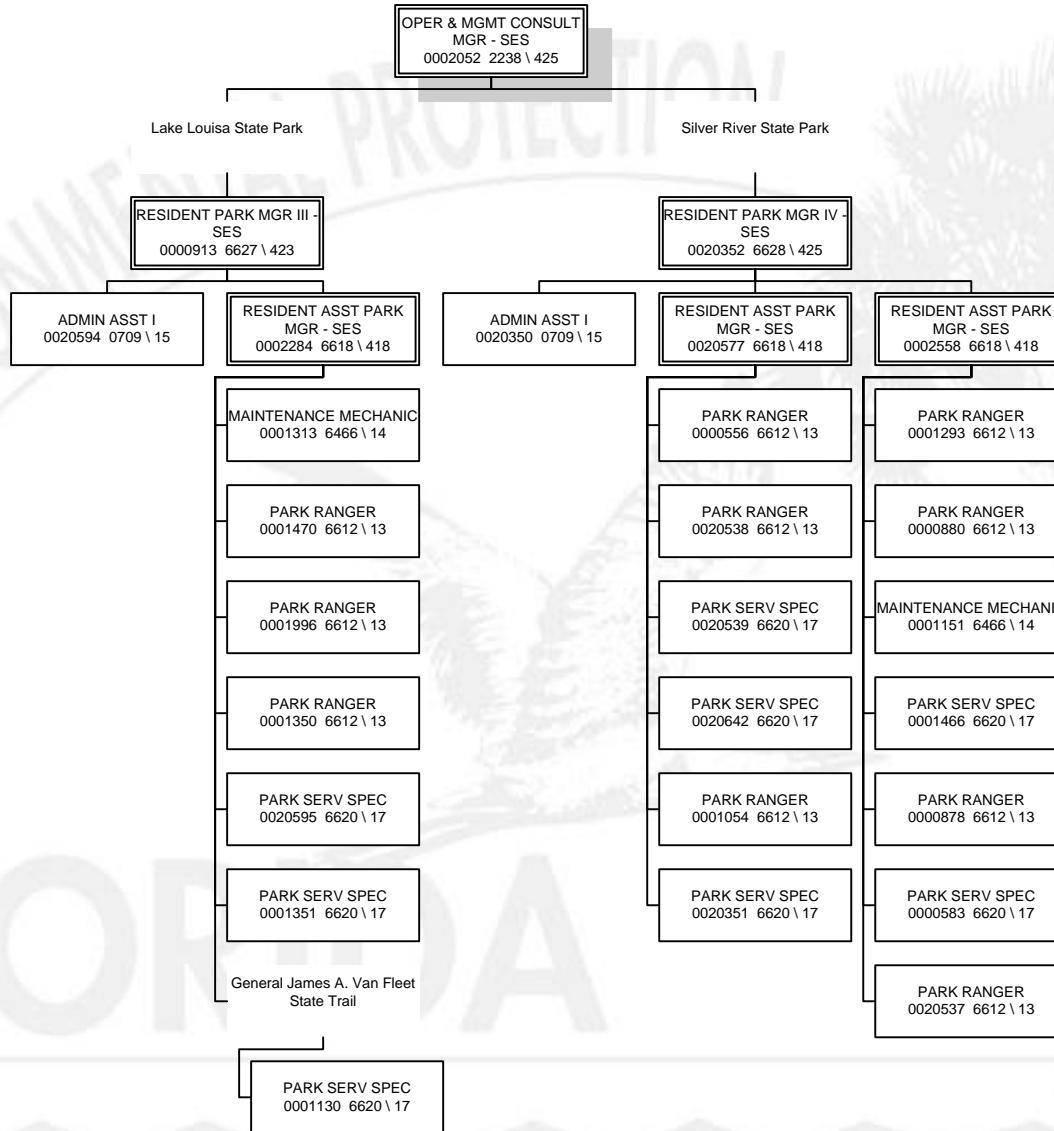 OPER & MGMT CONSULT
MGR - SES
0002052 2238 \ 425
Lake Louisa State Park
Silver River State Park
RESIDENT PARK MGR III -
SES
0000913 6627 \ 423
RESIDENT PARK MGR IV -
SES
0020352 6628 \ 425
ADMIN ASST I
0020594 0709 \ 15
RESIDENT ASST PARK
MGR - SES
0002284 6618 \ 418
ADMIN ASST I
0020350 0709 \ 15
RESIDENT ASST PARK
MGR - SES
0020577 6618 \ 418
RESIDENT ASST PARK
MGR - SES
0002558 6618 \ 418
MAINTENANCE MECHANIC
0001313 6466 \ 14
PARK RANGER
0001470 6612 \ 13
PARK RANGER
0001996 6612 \ 13
PARK RANGER
0001350 6612 \ 13
PARK SERV SPEC
0020595 6620 \ 17
PARK SERV SPEC
0001351 6620 \ 17
General James A. Van Fleet
State Trail
PARK SERV SPEC
0001130 6620 \ 17
PARK RANGER
0000556 6612 \ 13
PARK RANGER
0020538 6612 \ 13
PARK SERV SPEC
0020539 6620 \ 17
PARK SERV SPEC
0020642 6620 \ 17
PARK RANGER
0001054 6612 \ 13
PARK SERV SPEC
0020351 6620 \ 17
PARK RANGER
0001293 6612 \ 13
PARK RANGER
0000880 6612 \ 13
MAINTENANCE MECHANI
0001151 6466 \ 14
PARK SERV SPEC
0001466 6620 \ 17
PARK RANGER
0000878 6612 \ 13
PARK SERV SPEC
0000583 6620 \ 17
PARK RANGER
0020537 6612 \ 13